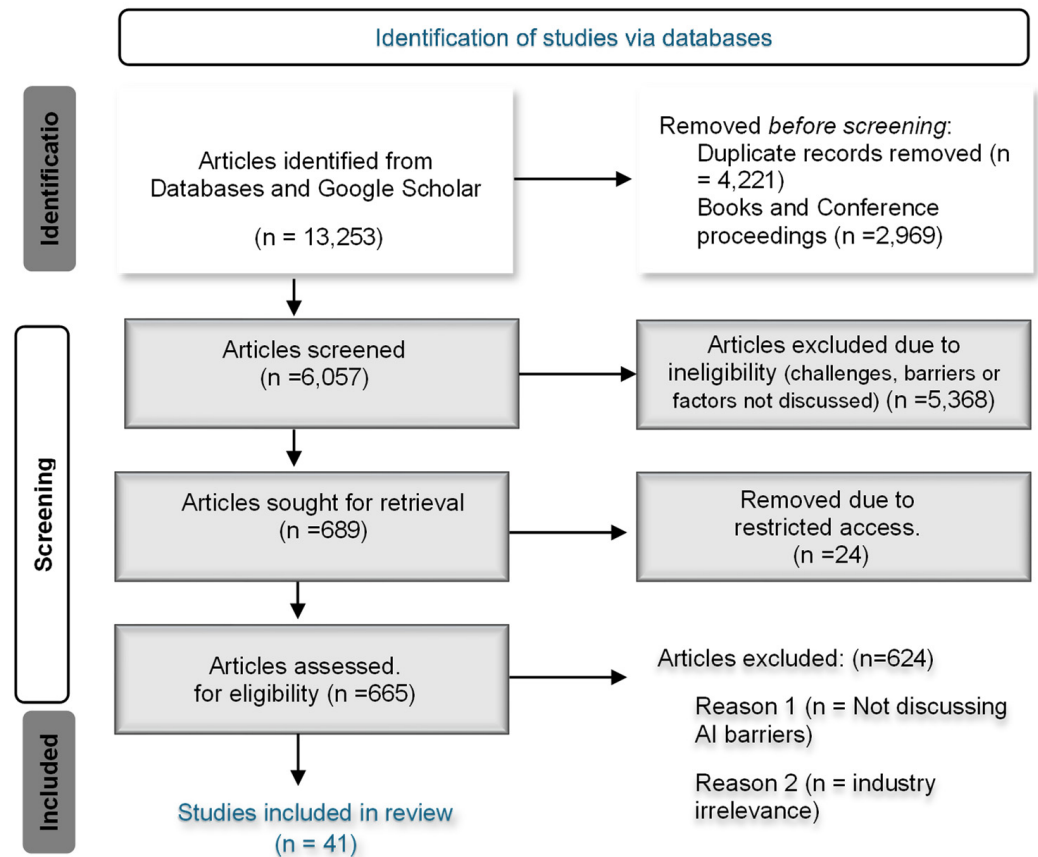 Identification of studies via databases
Identificatio
Articles identified from
Databases and Google Scholar
(n = 13,253)
Removed before screening:
Duplicate records removed (n
= 4,221)
Books and Conference
proceedings (n =2,969)
Screening
Articles screened
(n =6,057)
Articles excluded due to
ineligibility (challenges, barriers or
factors not discussed) (n =5,368)
Articles sought for retrieval
(n =689)
Removed due to
restricted access.
(n =24)
Articles assessed.
for eligibility (n =665)
Articles excluded: (n=624)
Reason 1 (n = Not discussing
AI barriers)
Reason 2 (n = industry
irrelevance)
Included
Studies included in review
(n = 41)